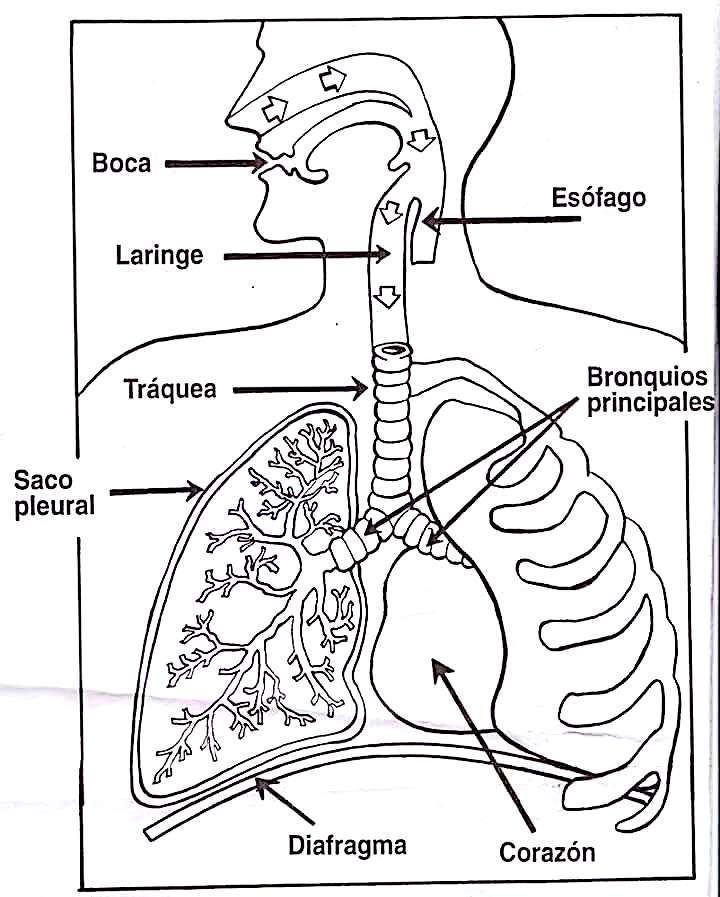 Boca
Esófago
Laringe
Tráquea
Bronquios
principales
Saco
pleural
Diafragma
Corazón